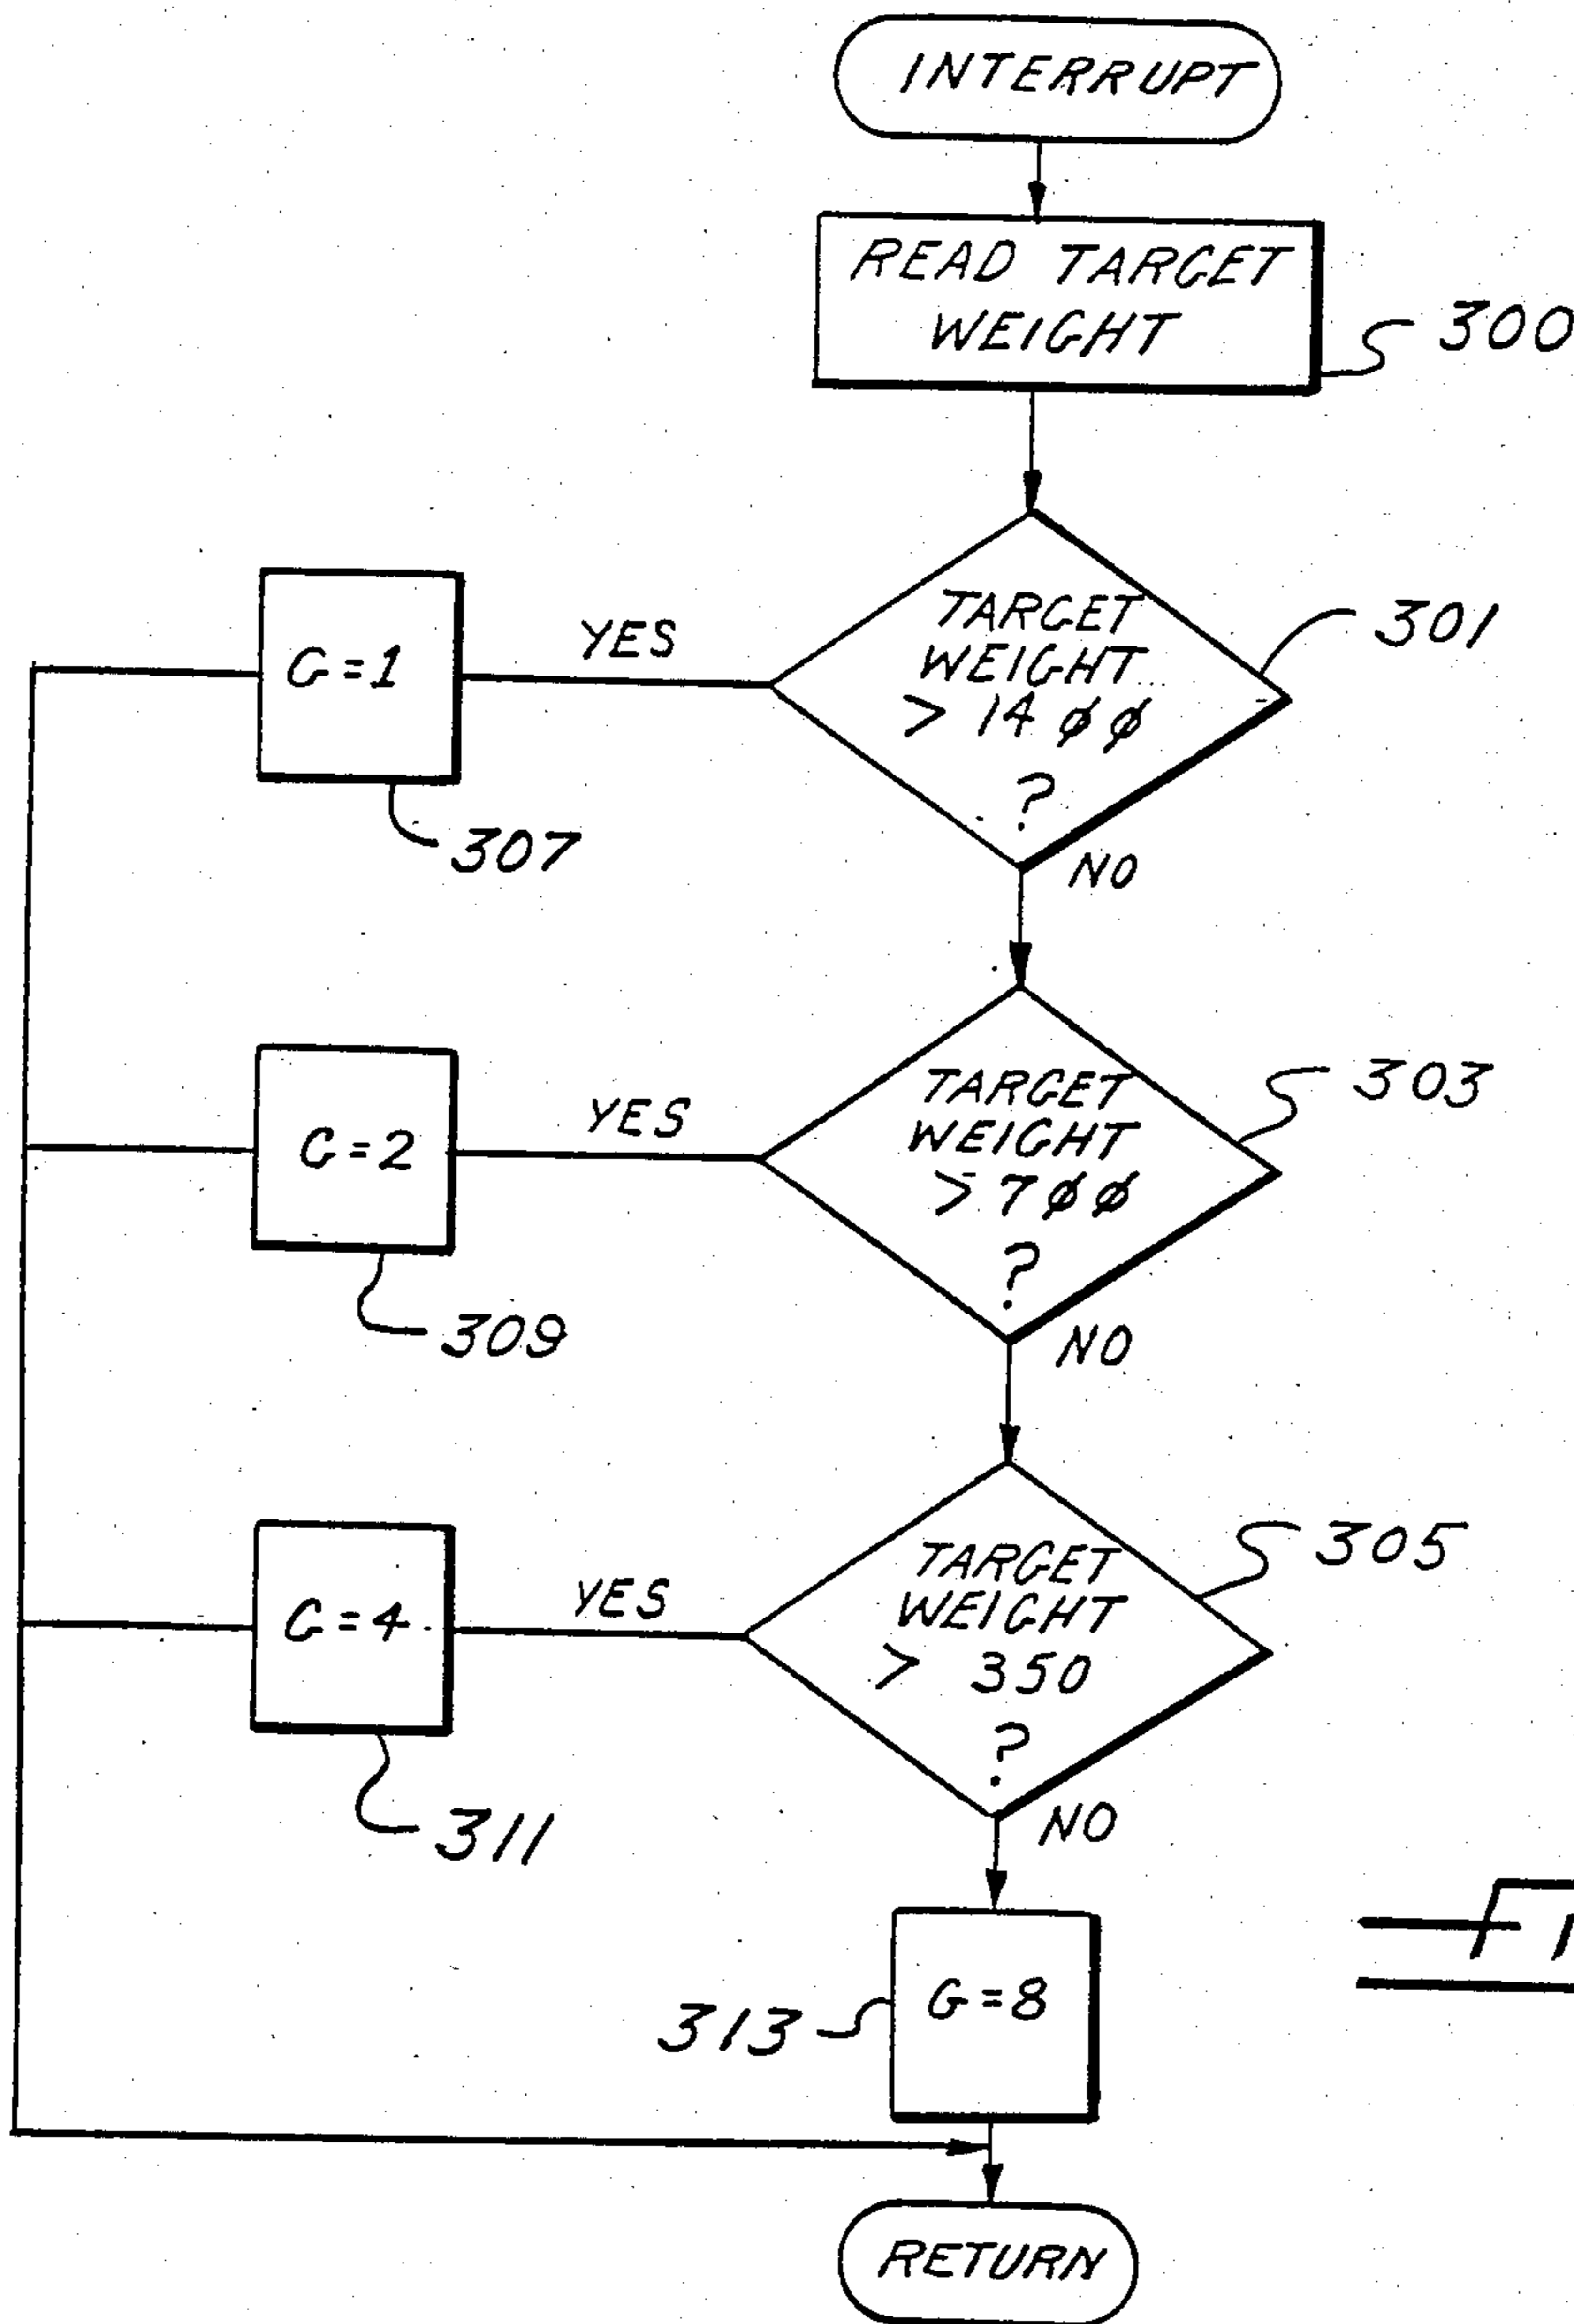 INTERRUPT
READ TARGET
WEIGHT
300
TARGET
WEIGHT
> 14ØØ
?
301
YES
G=1
307
NO
TARGET
WEIGHT
> 7ØØ
?
303
YES
G=2
309
NO
TARGET
WEIGHT
> 350
?
305
YES
G=4
311
NO
G=8
313
RETURN